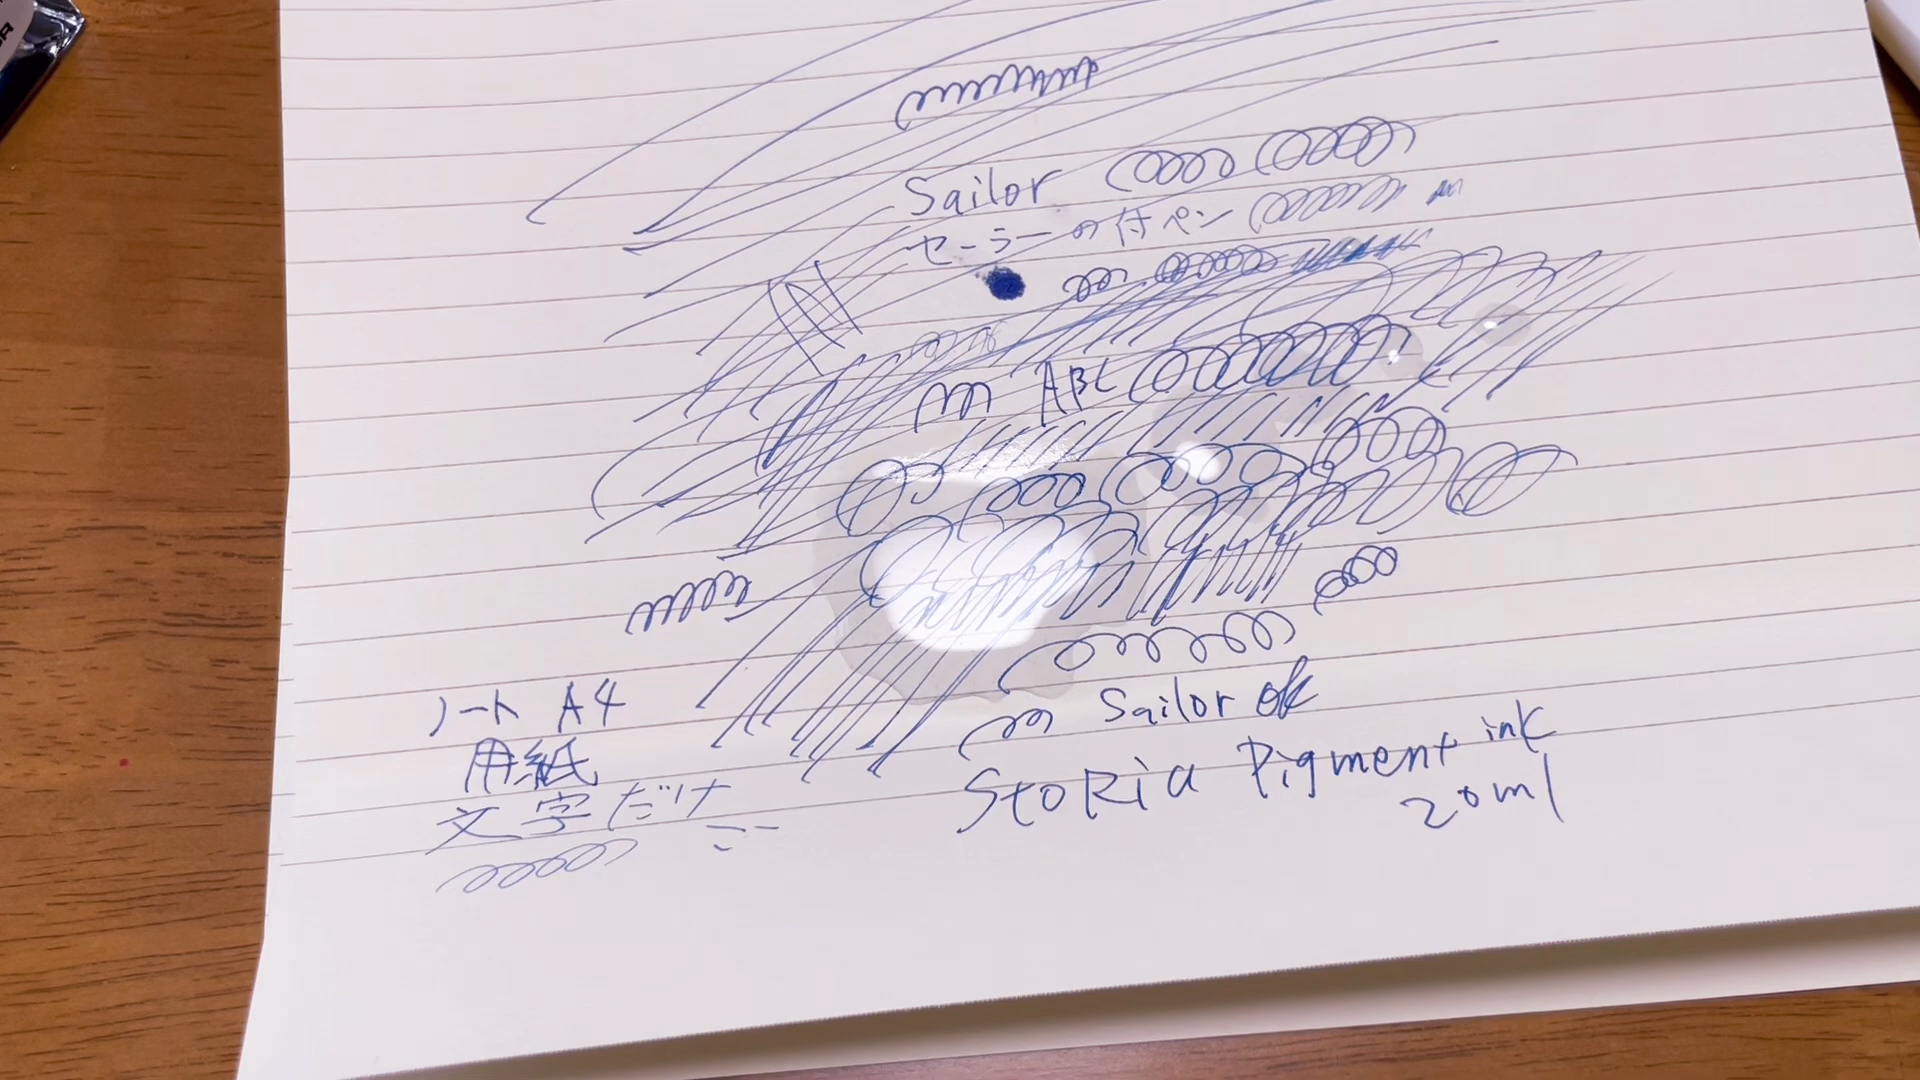 Sailor
セーラーの付ペン
ABC
Sailor ok
StoRia Pigment ink
20ml
ノート A4
用紙
文字だけ